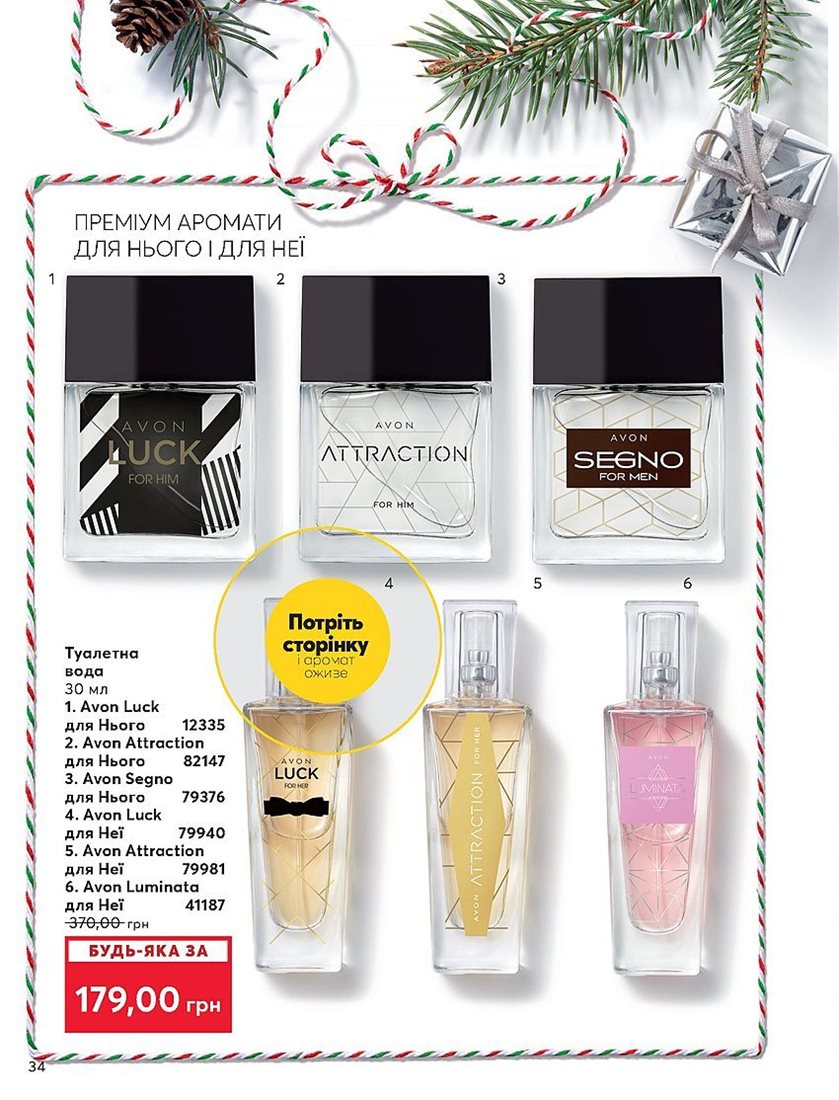 ПРЕМІУМ АРОМАТИ
ДЛЯ НЬОГО І ДЛЯ НЕЇ
1
2
3
AVON
LUCK
FOR HIM
AVON
ATTRACTION
FOR HIM
AVON
SEGNO
FOR MEN
4
5
6
Потріть
сторінку
і аромат
оживе
Туалетна
вода
30 мл
1. Avon Luck
для Нього 12335
2. Avon Attraction
для Нього 82147
3. Avon Segno
для Нього 79376
4. Avon Luck
для Неї 79940
5. Avon Attraction
для Неї 79981
6. Avon Luminata
для Неї 41187
370,00 грн
БУДЬ-ЯКА ЗА
179,00 грн
AVON
LUCK
FOR HER
AVON ATTRACTION FOR HER
AVON
LUMINATA
34